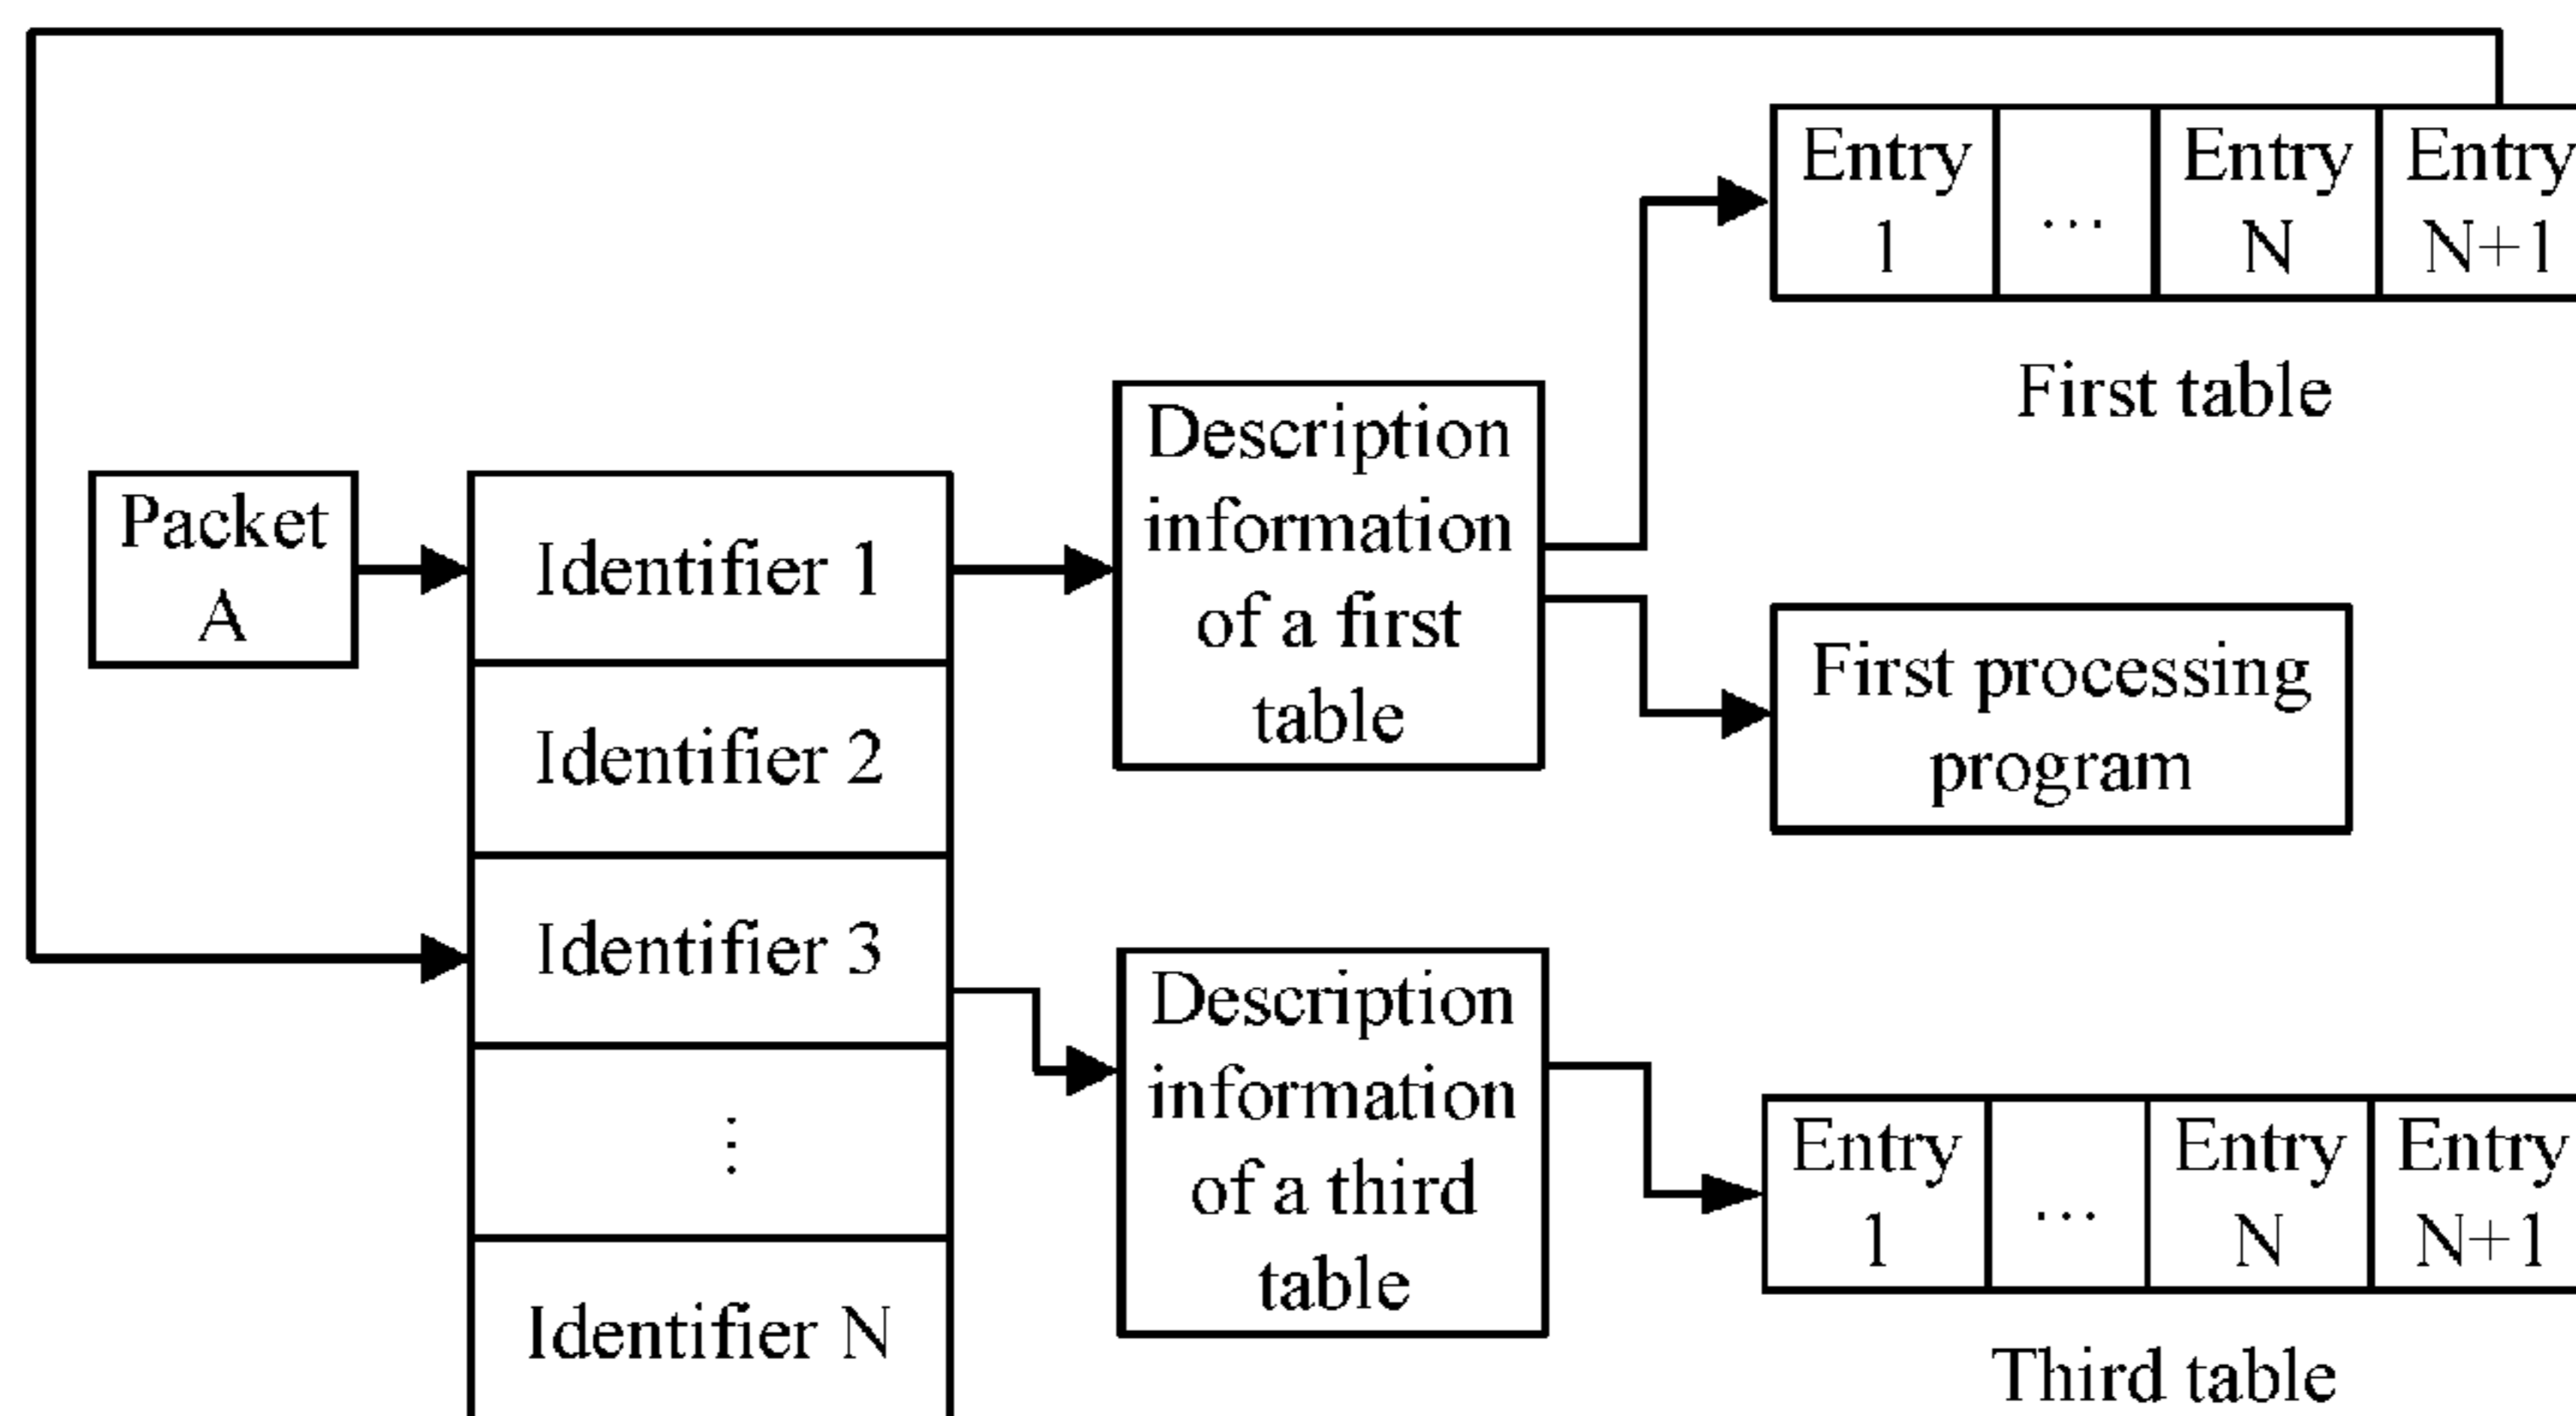 Entry
1
…
Entry
N
Entry
N+1
First table
Packet
A
Identifier 1
Identifier 2
Identifier 3
⋮
Identifier N
Description
information
of a first
table
First processing
program
Description
information
of a third
table
Entry
1
…
Entry
N
Entry
N+1
Third table